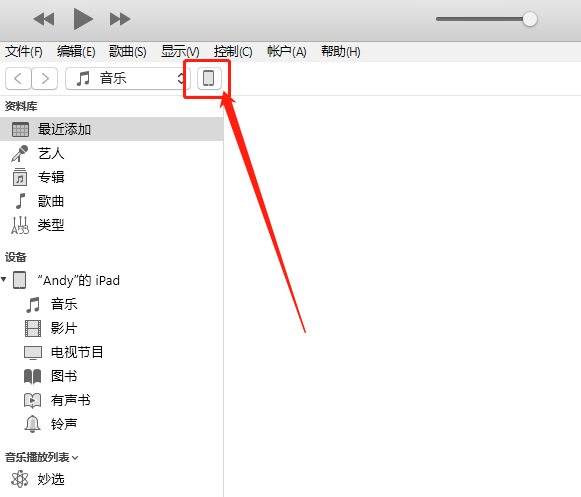 文件(F) 编辑(E) 歌曲(S) 显示(V) 控制(C) 帐户(A) 帮助(H)
音乐
资料库
最近添加
艺人
专辑
歌曲
类型
设备
“Andy”的 iPad
音乐
影片
电视节目
图书
有声书
铃声
音乐播放列表
妙选